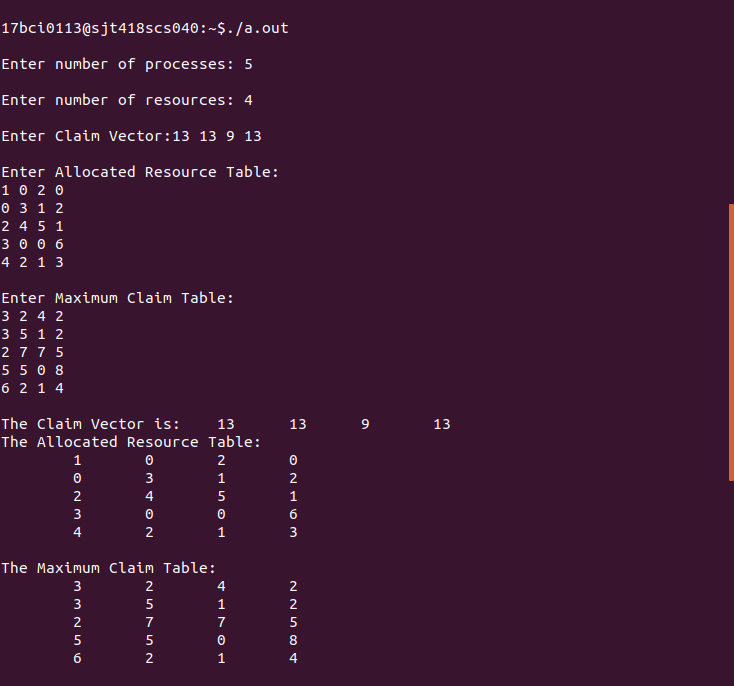 17bci0113@sjt418scs040:~$./a.out
Enter number of processes: 5
Enter number of resources: 4
Enter Claim Vector:13 13 9 13
Enter Allocated Resource Table:
1 0 2 0
0 3 1 2
2 4 5 1
3 0 0 6
4 2 1 3
Enter Maximum Claim Table:
3 2 4 2
3 5 1 2
2 7 7 5
5 5 0 8
6 2 1 4
The Claim Vector is: 13 13 9 13
The Allocated Resource Table:
1 0 2 0
0 3 1 2
2 4 5 1
3 0 0 6
4 2 1 3
The Maximum Claim Table:
3 2 4 2
3 5 1 2
2 7 7 5
5 5 0 8
6 2 1 4